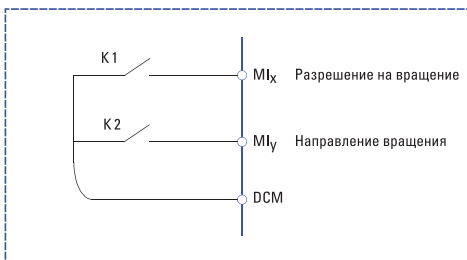 K1
MIx Разрешение на вращение
K2
MIy Направление вращения
DCM